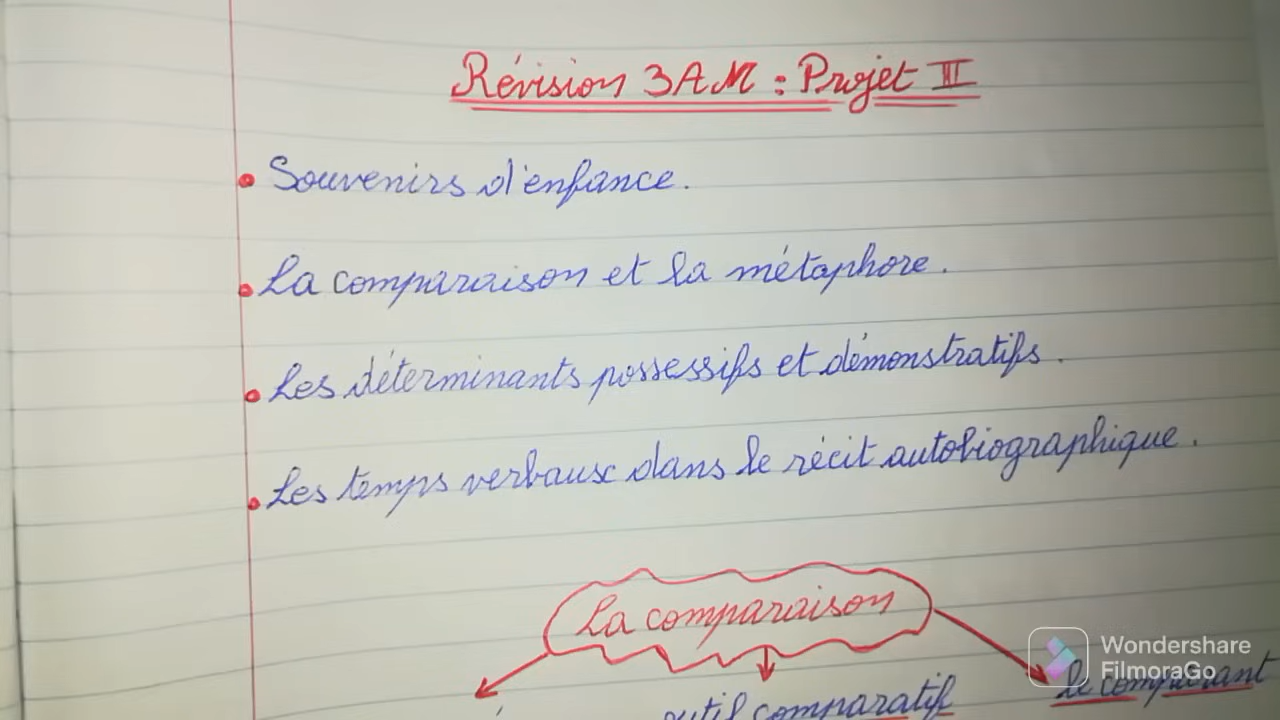 Révision 3AM : Projet III
• Souvenirs d'enfance.
• La comparaison et la métaphore.
• Les déterminants possessifs et démonstratifs.
• Les temps verbaux dans le récit autobiographique.
La comparaison
outil comparatif
le comparant
Wondershare
FilmoraGo